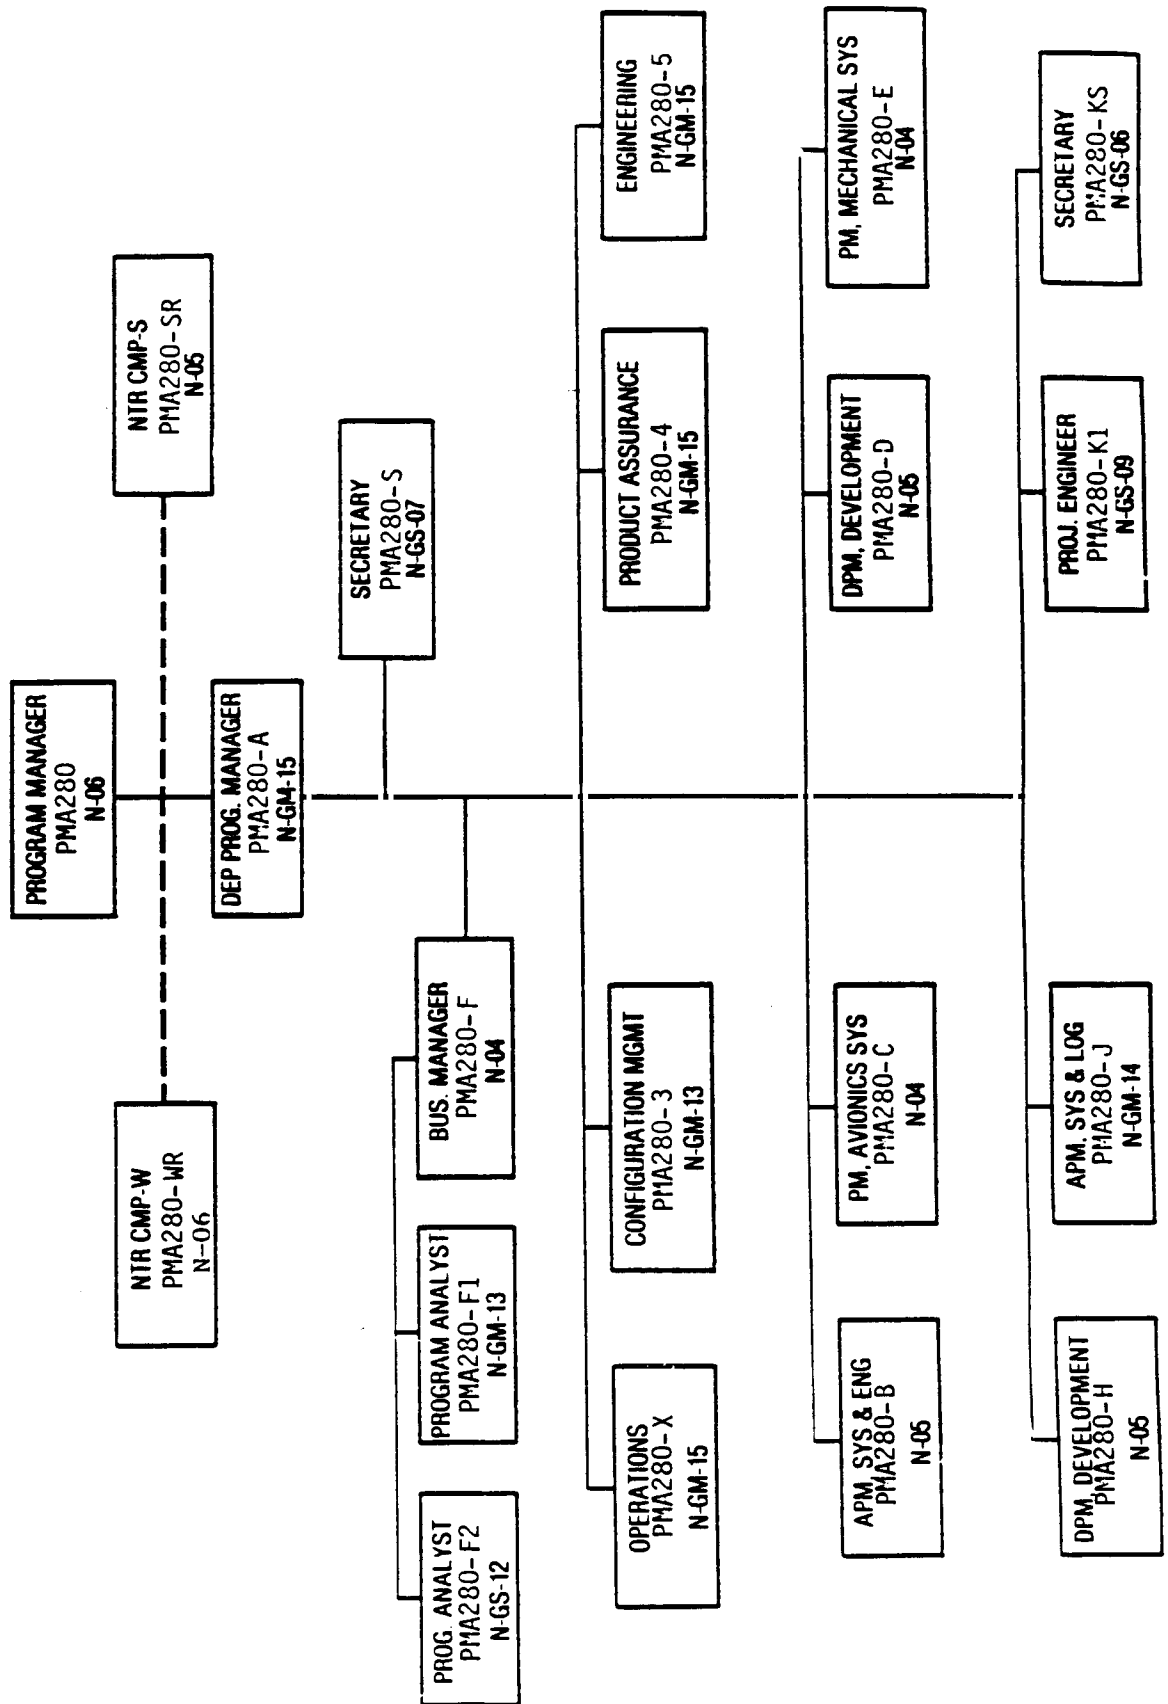 PROGRAM MANAGER
PMA280
N-06
NTR CMP-W
PMA280-WR
N-06
NTR CMP-S
PMA280-SR
N-05
DEP PROG. MANAGER
PMA280-A
N-GM-15
SECRETARY
PMA280-S
N-GS-07
PROG. ANALYST
PMA280-F2
N-GS-12
PROGRAM ANALYST
PMA280-F1
N-GM-13
BUS. MANAGER
PMA280-F
N-04
OPERATIONS
PMA280-X
N-GM-15
CONFIGURATION MGMT
PMA280-3
N-GM-13
PRODUCT ASSURANCE
PMA280-4
N-GM-15
ENGINEERING
PMA280-5
N-GM-15
APM, SYS & ENG
PMA280-B
N-05
PM, AVIONICS SYS
PMA280-C
N-04
DPM, DEVELOPMENT
PMA280-D
N-05
PM, MECHANICAL SYS
PMA280-E
N-04
DPM, DEVELOPMENT
PMA280-H
N-05
APM, SYS & LOG
PMA280-J
N-GM-14
PROJ. ENGINEER
PMA280-K1
N-GS-09
SECRETARY
PMA280-KS
N-GS-06